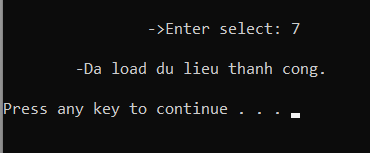 ->Enter select: 7
-Da load du lieu thanh cong.
Press any key to continue . . .